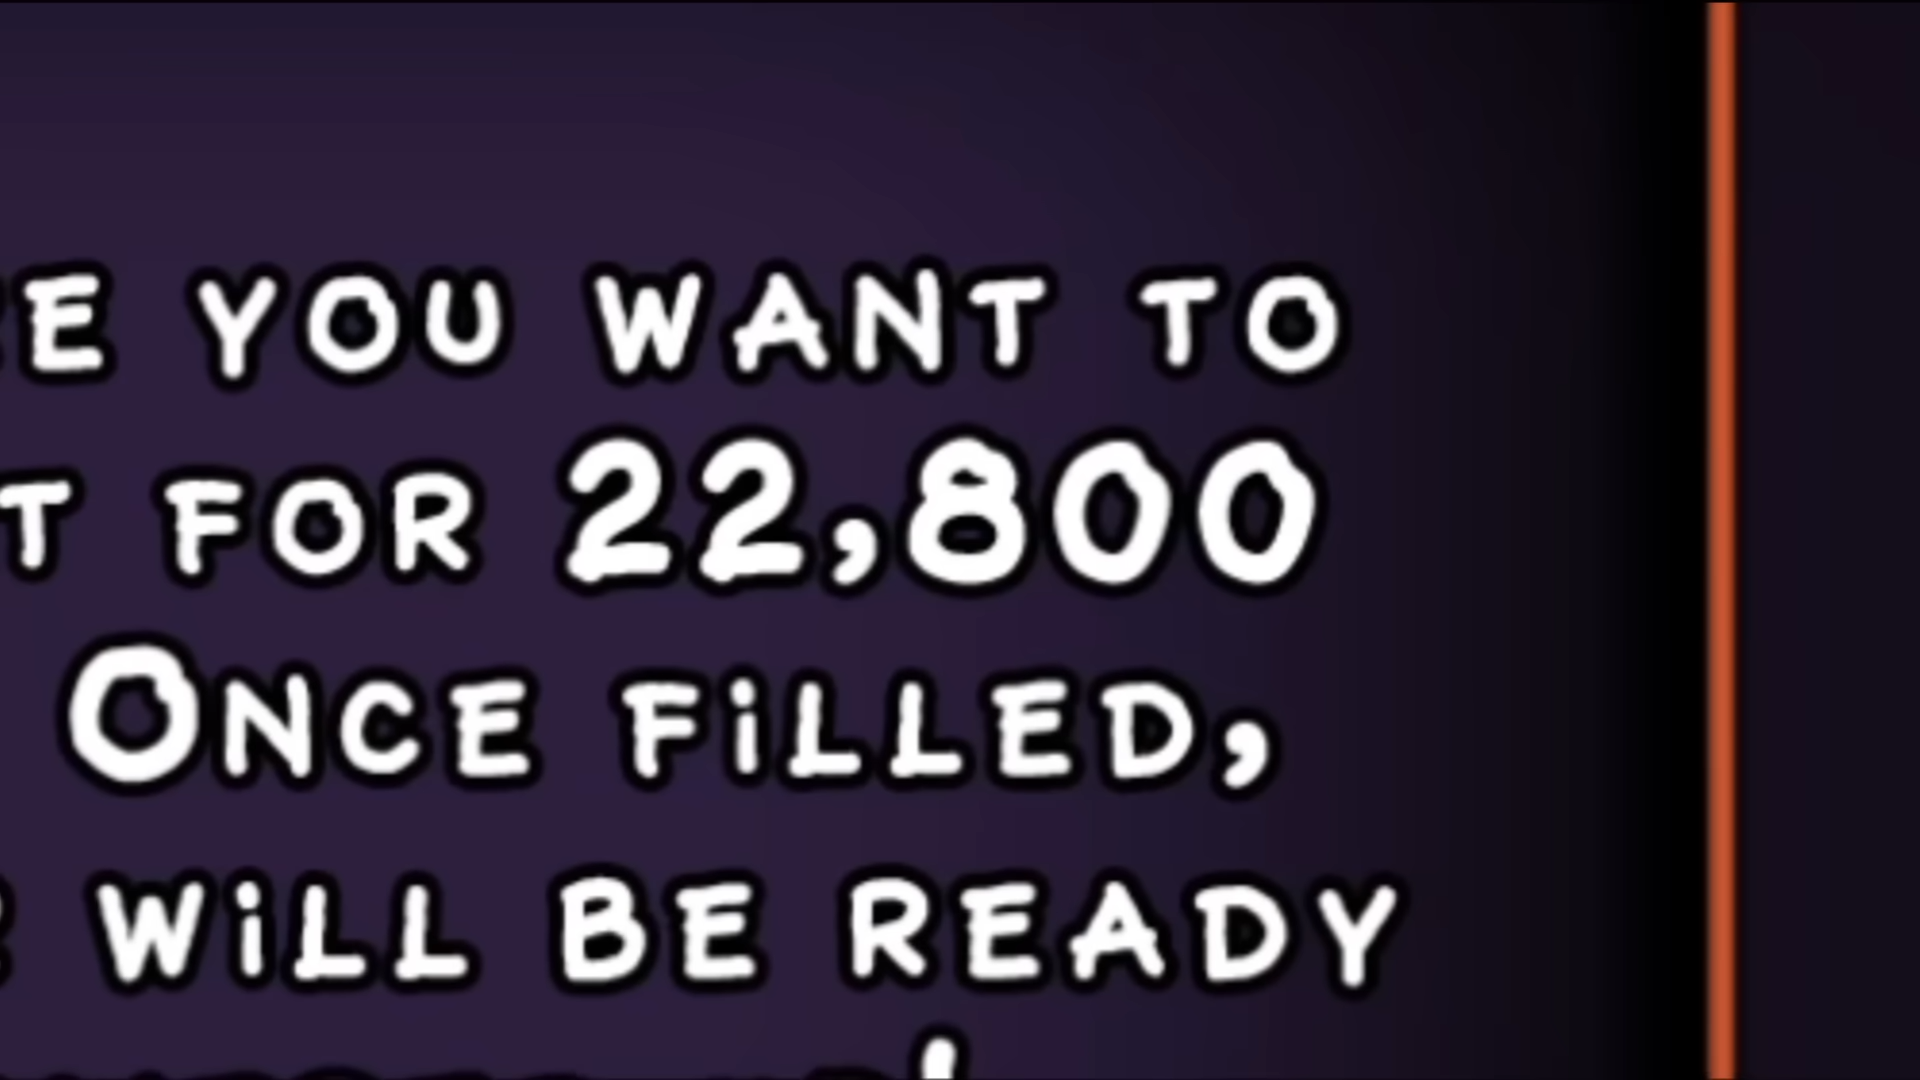 E YOU WANT TO
T FOR 22,800
ONCE FiLLED,
WiLL BE READY